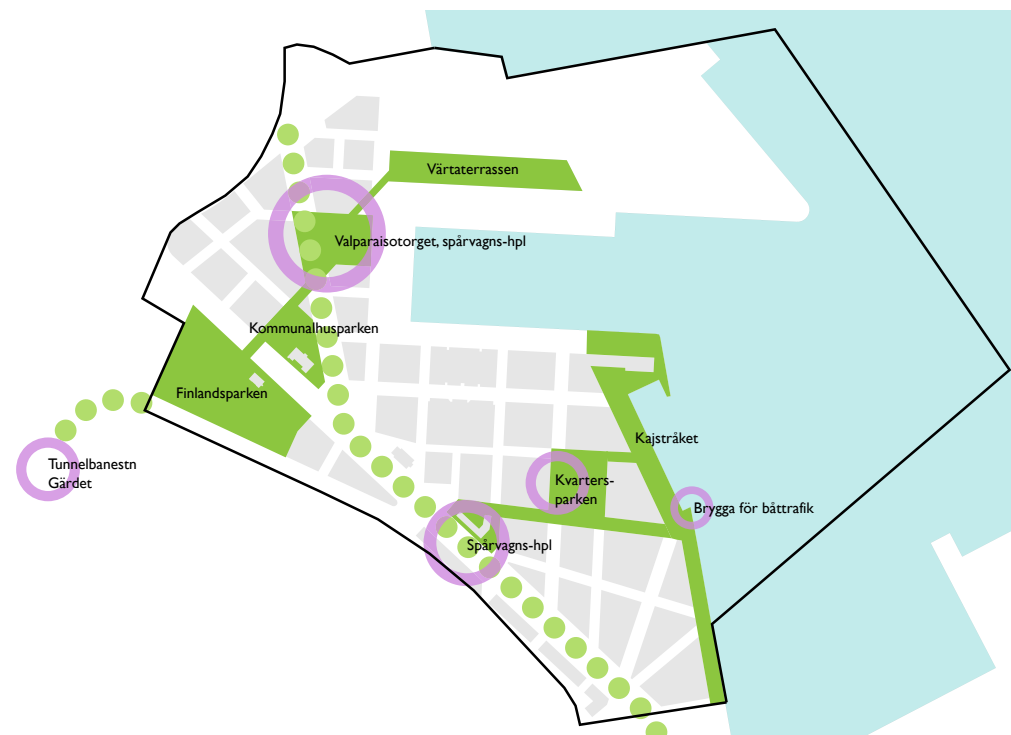 Värtaterrassen
Valparaisotorget, spårvagns-hpl
Kommunalhusparken
Finlandsparken
Kajstråket
Tunnelbanestn
Gärdet
Kvarters-
parken
Brygga för båttrafik
Spårvagns-hpl